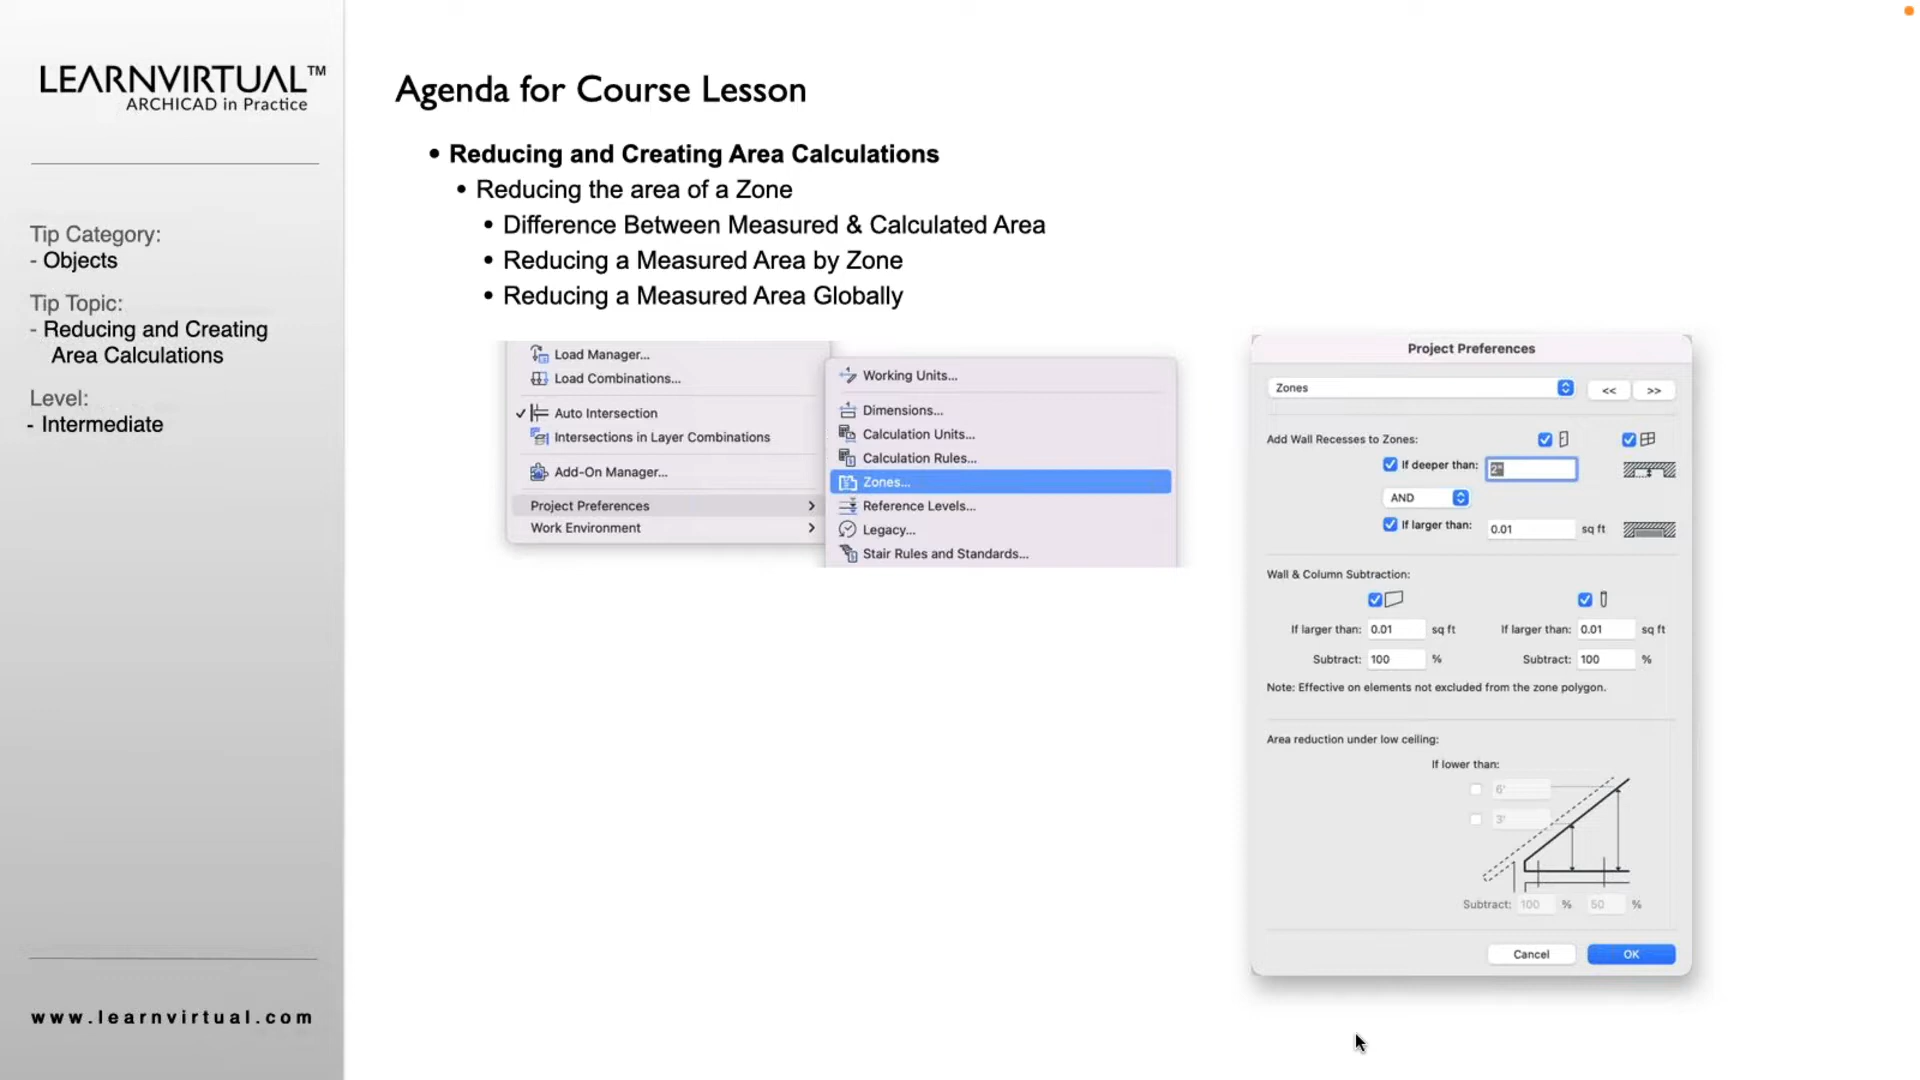 LEARNVIRTUAL™
ARCHICAD in Practice
Tip Category:
- Objects
Tip Topic:
- Reducing and Creating
Area Calculations
Level:
- Intermediate
www.learnvirtual.com
Agenda for Course Lesson
• Reducing and Creating Area Calculations
• Reducing the area of a Zone
• Difference Between Measured & Calculated Area
• Reducing a Measured Area by Zone
• Reducing a Measured Area Globally
Load Manager...
Load Combinations...
Auto Intersection
Intersections in Layer Combinations
Add-On Manager...
Project Preferences
Work Environment
Working Units...
Dimensions...
Calculation Units...
Calculation Rules...
Zones...
Reference Levels...
Legacy...
Stair Rules and Standards...
Project Preferences
Zones
<< >>
Add Wall Recesses to Zones:
If deeper than: 2"
AND
If larger than: 0.01 sq ft
Wall & Column Subtraction:
If larger than: 0.01 sq ft If larger than: 0.01 sq ft
Subtract: 100 % Subtract: 100 %
Note: Effective on elements not excluded from the zone polygon.
Area reduction under low ceiling:
If lower than:
6'
3'
Subtract: 100 % 50 %
Cancel OK